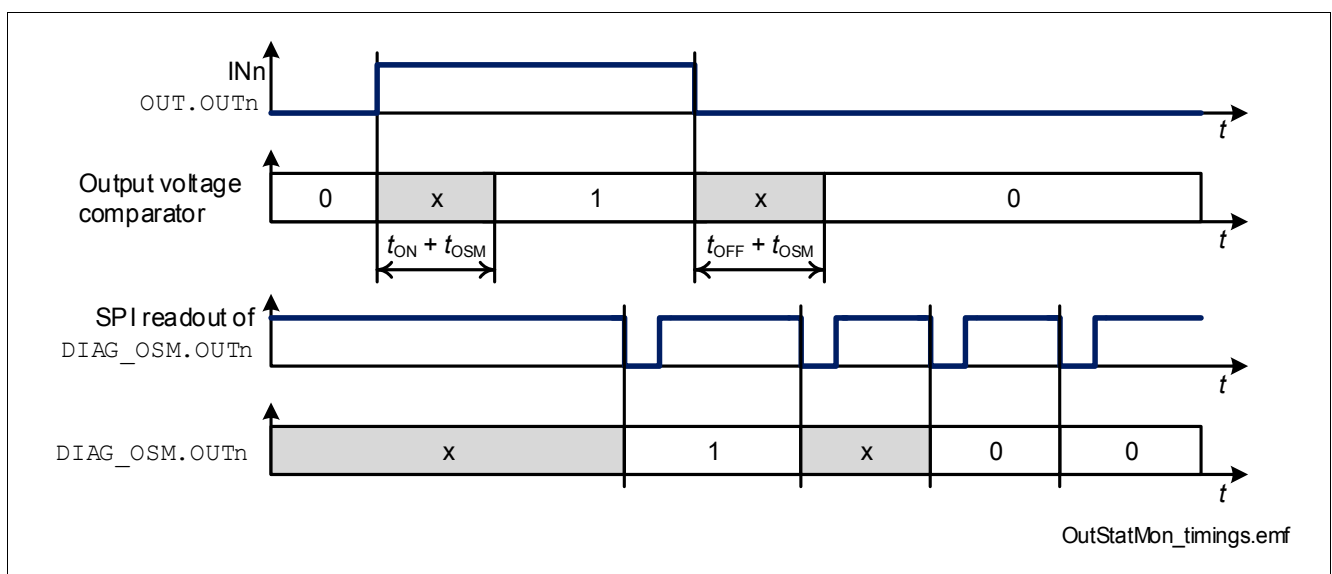 INn
OUT.OUTn
t
Output voltage
comparator
0 x 1 x 0
t
tON + tOSM tOFF + tOSM
SPI readout of
DIAG_OSM.OUTn
t
DIAG_OSM.OUTn x 1 x 0 0
t
OutStatMon_timings.emf